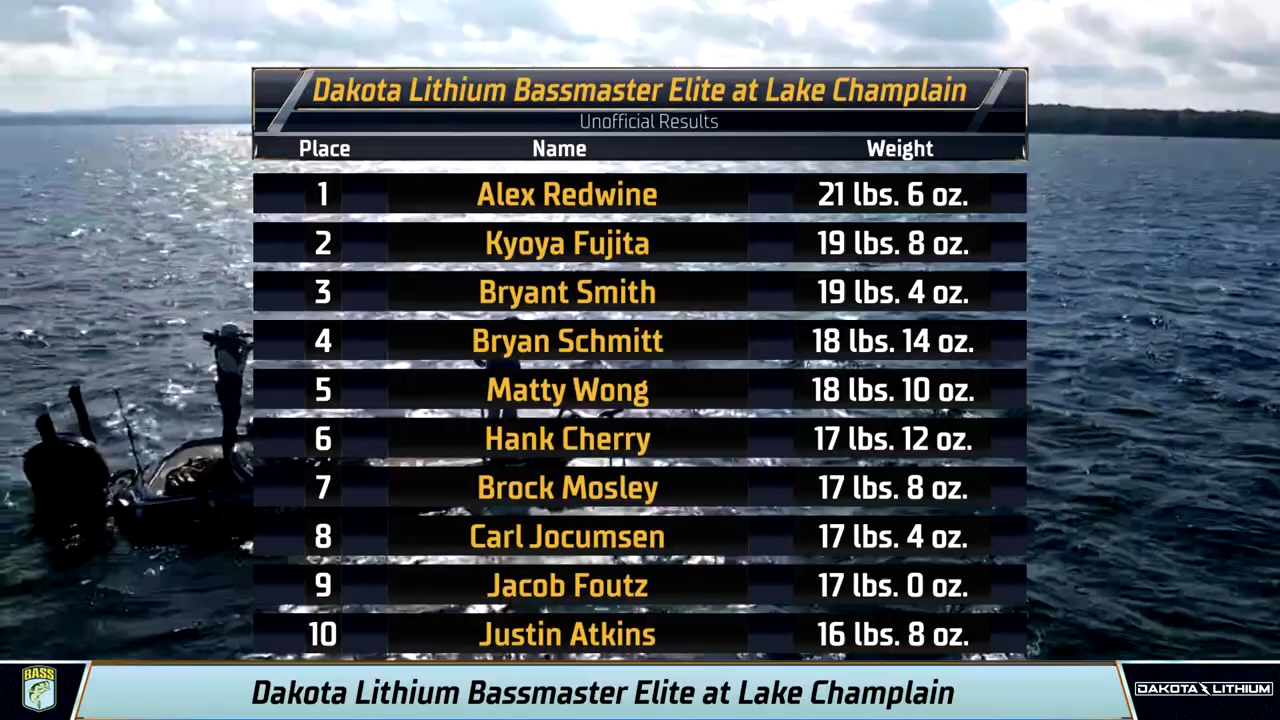 Dakota Lithium Bassmaster Elite at Lake Champlain
Unofficial Results
Place Name Weight
1 Alex Redwine 21 lbs. 6 oz.
2 Kyoya Fujita 19 lbs. 8 oz.
3 Bryant Smith 19 lbs. 4 oz.
4 Bryan Schmitt 18 lbs. 14 oz.
5 Matty Wong 18 lbs. 10 oz.
6 Hank Cherry 17 lbs. 12 oz.
7 Brock Mosley 17 lbs. 8 oz.
8 Carl Jocumsen 17 lbs. 4 oz.
9 Jacob Foutz 17 lbs. 0 oz.
10 Justin Atkins 16 lbs. 8 oz.
BASS
Dakota Lithium Bassmaster Elite at Lake Champlain
DAKOTA LITHIUM